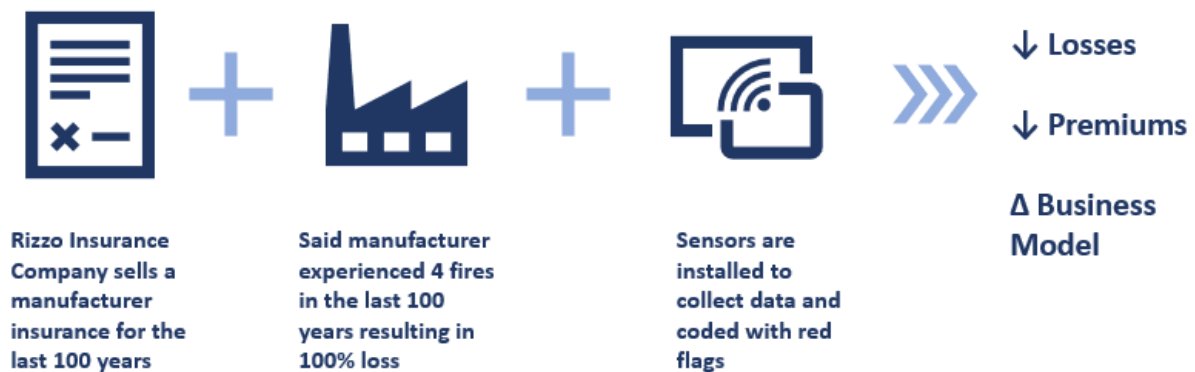 ↓ Losses
↓ Premiums
Δ Business
Model
Rizzo Insurance
Company sells a
manufacturer
insurance for the
last 100 years
Said manufacturer
experienced 4 fires
in the last 100
years resulting in
100% loss
Sensors are
installed to
collect data and
coded with red
flags